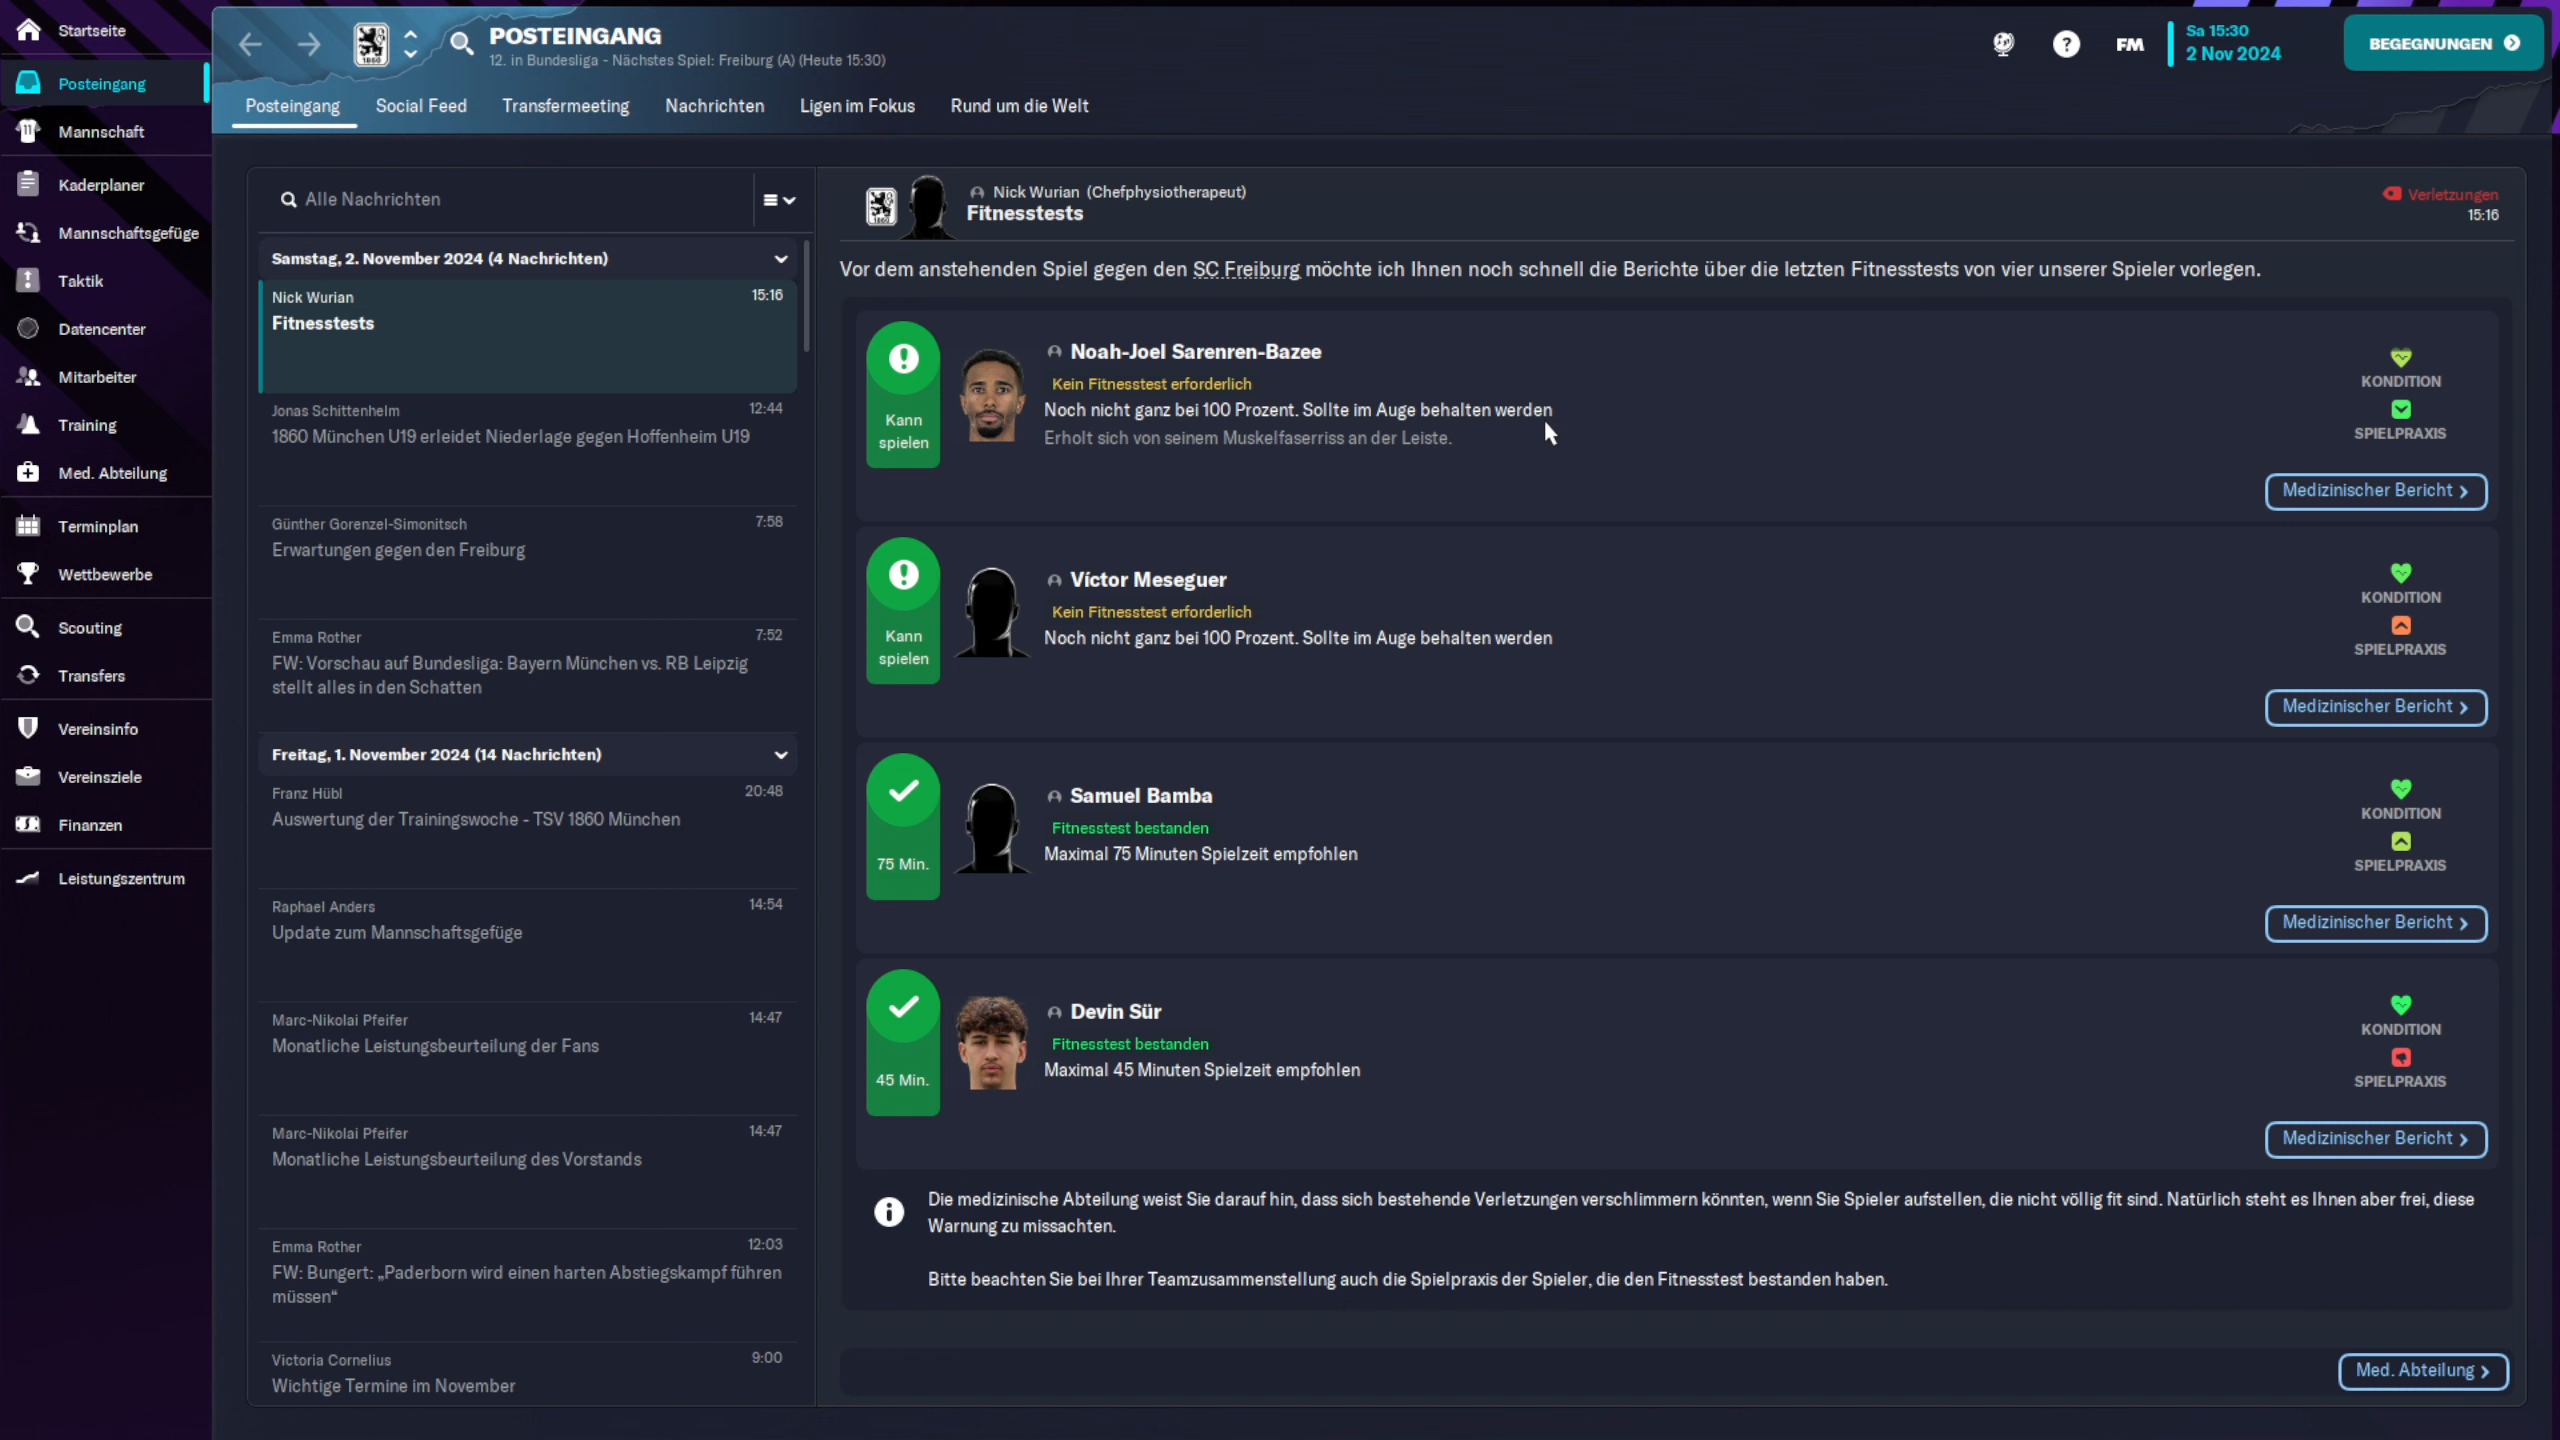 Startseite
Posteingang
Mannschaft
Kaderplaner
Mannschaftsgefüge
Taktik
Datencenter
Mitarbeiter
Training
Med. Abteilung
Terminplan
Wettbewerbe
Scouting
Transfers
Vereinsinfo
Vereinsziele
Finanzen
Leistungszentrum
POSTEINGANG
12. in Bundesliga - Nächstes Spiel: Freiburg (A) (Heute 15:30)
FM
Sa 15:30
2 Nov 2024
BEGEGNUNGEN
Posteingang Social Feed Transfermeeting Nachrichten Ligen im Fokus Rund um die Welt
Alle Nachrichten
Samstag, 2. November 2024 (4 Nachrichten)
Nick Wurian 15:16
Fitnesstests
Jonas Schittenhelm 12:44
1860 München U19 erleidet Niederlage gegen Hoffenheim U19
Günther Gorenzel-Simonitsch 7:58
Erwartungen gegen den Freiburg
Emma Rother 7:52
FW: Vorschau auf Bundesliga: Bayern München vs. RB Leipzig
stellt alles in den Schatten
Freitag, 1. November 2024 (14 Nachrichten)
Franz Hübl 20:48
Auswertung der Trainingswoche - TSV 1860 München
Raphael Anders 14:54
Update zum Mannschaftsgefüge
Marc-Nikolai Pfeifer 14:47
Monatliche Leistungsbeurteilung der Fans
Marc-Nikolai Pfeifer 14:47
Monatliche Leistungsbeurteilung des Vorstands
Emma Rother 12:03
FW: Bungert: „Paderborn wird einen harten Abstiegskampf führen
müssen“
Victoria Cornelius 9:00
Wichtige Termine im November
Nick Wurian (Chefphysiotherapeut)
Fitnesstests
Verletzungen
15:16
Vor dem anstehenden Spiel gegen den SC Freiburg möchte ich Ihnen noch schnell die Berichte über die letzten Fitnesstests von vier unserer Spieler vorlegen.
Kann
spielen
Noah-Joel Sarenren-Bazee
Kein Fitnesstest erforderlich
Noch nicht ganz bei 100 Prozent. Sollte im Auge behalten werden
Erholt sich von seinem Muskelfaserriss an der Leiste.
KONDITION
SPIELPRAXIS
Medizinischer Bericht
Kann
spielen
Víctor Meseguer
Kein Fitnesstest erforderlich
Noch nicht ganz bei 100 Prozent. Sollte im Auge behalten werden
KONDITION
SPIELPRAXIS
Medizinischer Bericht
75 Min.
Samuel Bamba
Fitnesstest bestanden
Maximal 75 Minuten Spielzeit empfohlen
KONDITION
SPIELPRAXIS
Medizinischer Bericht
45 Min.
Devin Sür
Fitnesstest bestanden
Maximal 45 Minuten Spielzeit empfohlen
KONDITION
SPIELPRAXIS
Medizinischer Bericht
Die medizinische Abteilung weist Sie darauf hin, dass sich bestehende Verletzungen verschlimmern könnten, wenn Sie Spieler aufstellen, die nicht völlig fit sind. Natürlich steht es Ihnen aber frei, diese
Warnung zu missachten.
Bitte beachten Sie bei Ihrer Teamzusammenstellung auch die Spielpraxis der Spieler, die den Fitnesstest bestanden haben.
Med. Abteilung